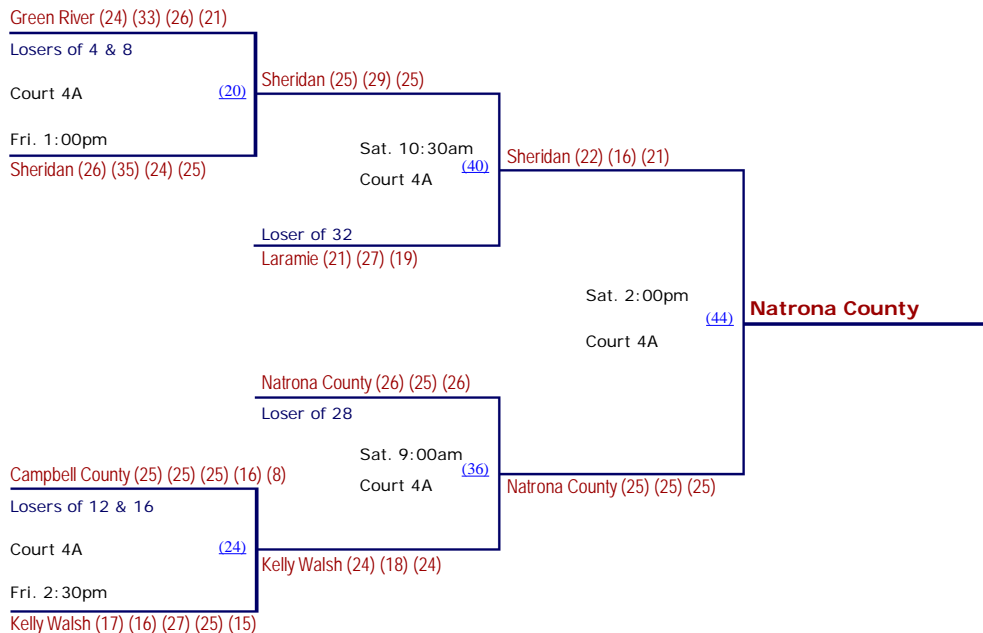 Green River (24) (33) (26) (21)
Losers of 4 & 8
Court 4A
(20)
Fri. 1:00pm
Sheridan (26) (35) (24) (25)
Sheridan (25) (29) (25)
Sat. 10:30am
(40)
Court 4A
Loser of 32
Laramie (21) (27) (19)
Sheridan (22) (16) (21)
Sat. 2:00pm
(44)
Court 4A
Natrona County
Natrona County (26) (25) (26)
Loser of 28
Sat. 9:00am
(36)
Court 4A
Natrona County (25) (25) (25)
Campbell County (25) (25) (25) (16) (8)
Losers of 12 & 16
Court 4A
(24)
Fri. 2:30pm
Kelly Walsh (17) (16) (27) (25) (15)
Kelly Walsh (24) (18) (24)